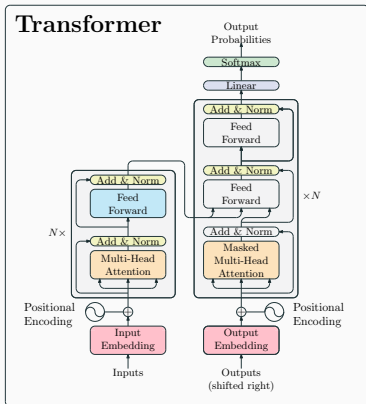 Transformer
Output
Probabilities
Softmax
Linear
Add & Norm
Feed
Forward
Add & Norm
Feed
Forward
×N
Add & Norm
Masked
Multi-Head
Attention
Add & Norm
Feed
Forward
N×
Add & Norm
Multi-Head
Attention
Positional
Encoding
Positional
Encoding
Input
Embedding
Output
Embedding
Inputs
Outputs
(shifted right)